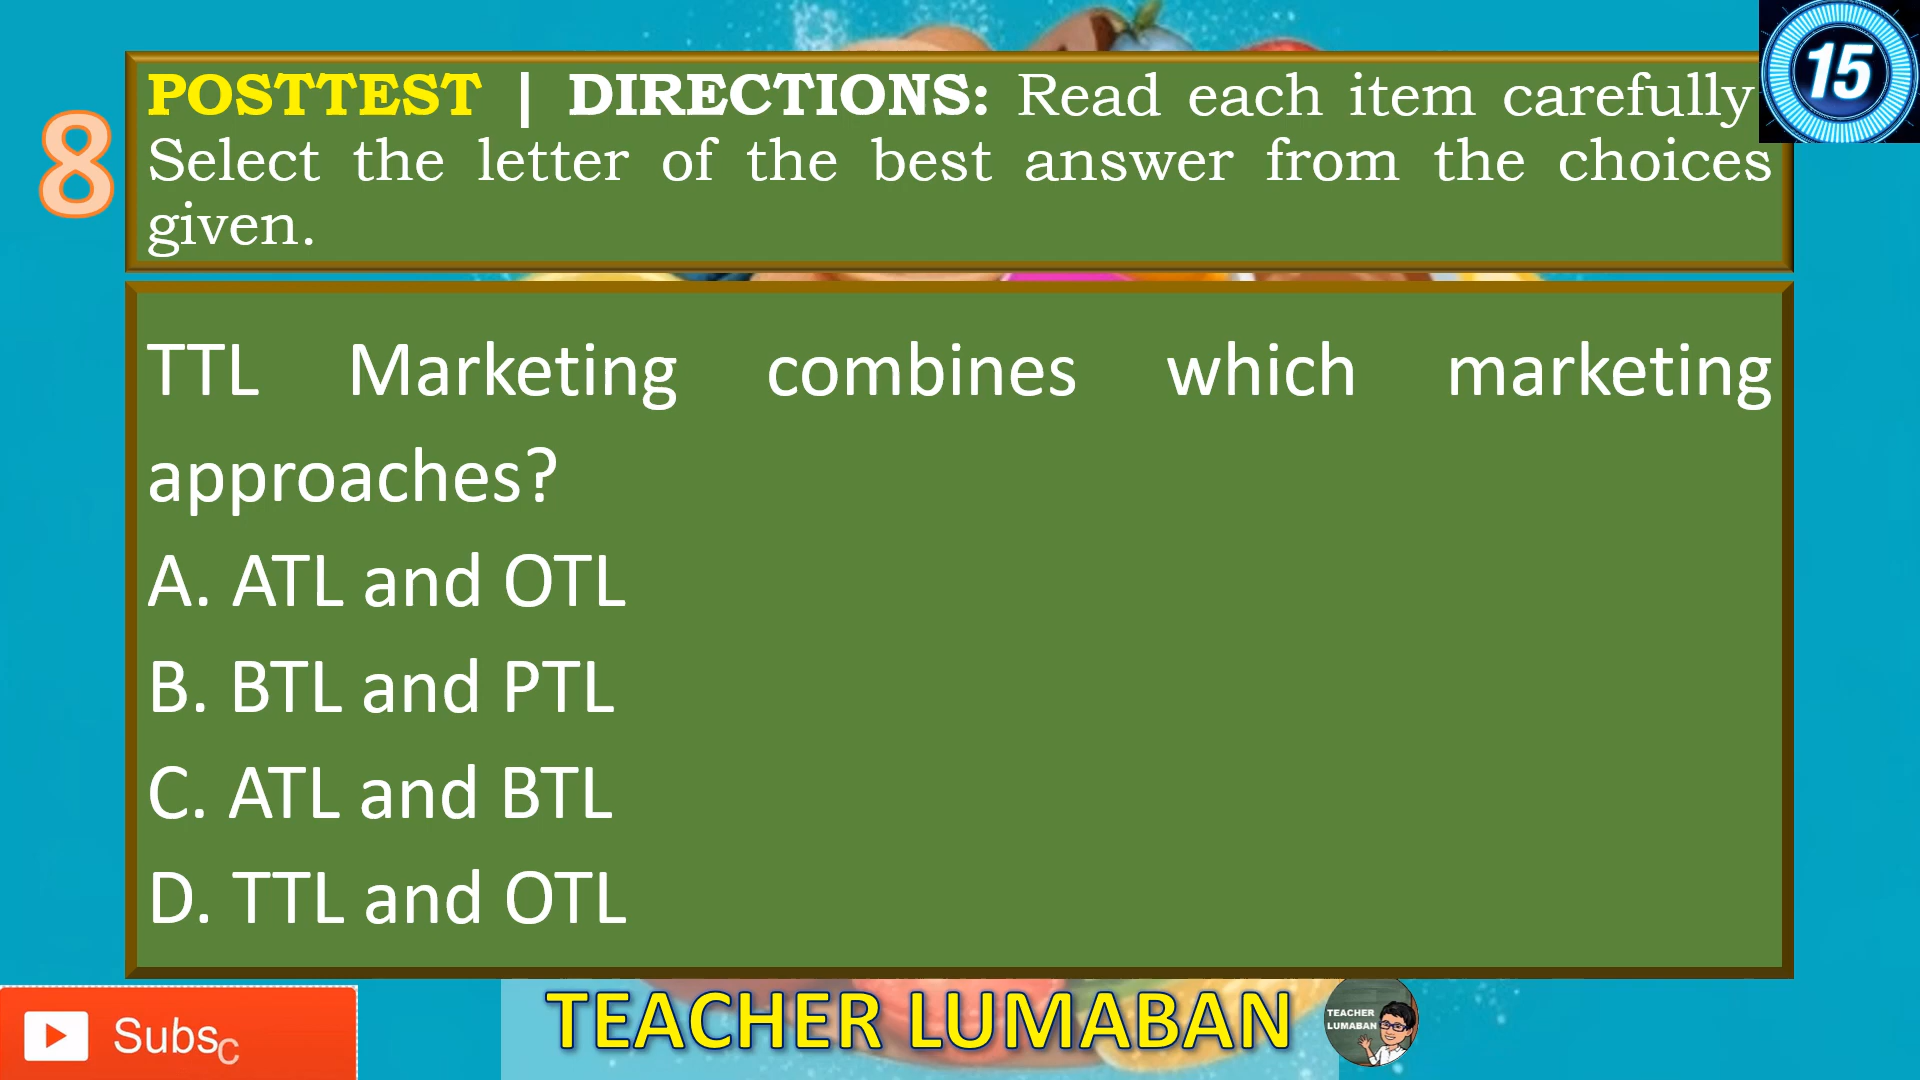 15
8
POSTTEST | DIRECTIONS: Read each item carefully
Select the letter of the best answer from the choices
given.
TTL Marketing combines which marketing
approaches?
A. ATL and OTL
B. BTL and PTL
C. ATL and BTL
D. TTL and OTL
Subsc
TEACHER LUMABAN
TEACHER
LUMABAN